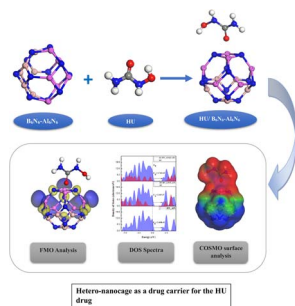 B₆N₆-Al₆N₆
HU
HU/ B₆N₆-Al₆N₆
FMO Analysis
DOS Spectra
COSMO surface
analysis
Hetero-nanocage as a drug carrier for the HU
drug